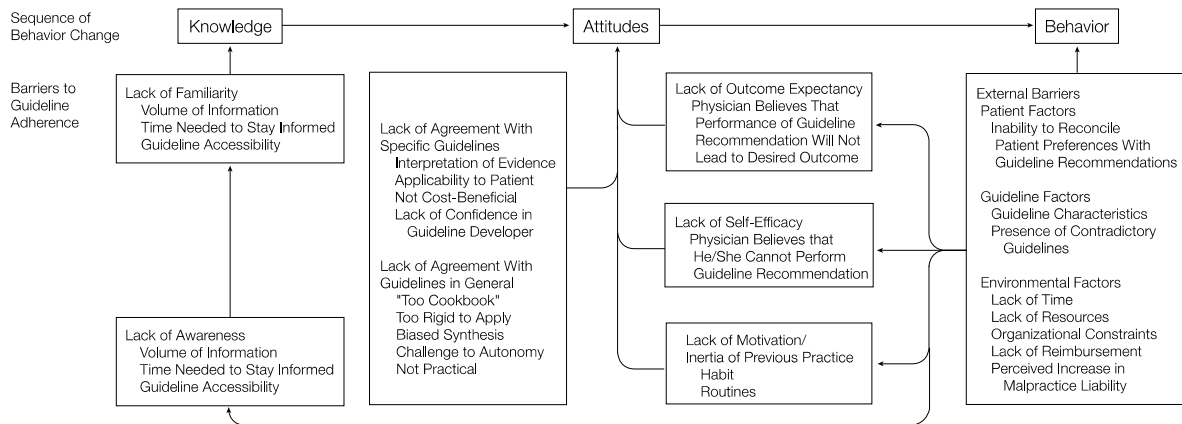 Sequence of
Behavior Change
Knowledge
Attitudes
Behavior
Barriers to
Guideline
Adherence
Lack of Familiarity
Volume of Information
Time Needed to Stay Informed
Guideline Accessibility
Lack of Awareness
Volume of Information
Time Needed to Stay Informed
Guideline Accessibility
Lack of Agreement With
Specific Guidelines
Interpretation of Evidence
Applicability to Patient
Not Cost-Beneficial
Lack of Confidence in
Guideline Developer
Lack of Agreement With
Guidelines in General
"Too Cookbook"
Too Rigid to Apply
Biased Synthesis
Challenge to Autonomy
Not Practical
Lack of Outcome Expectancy
Physician Believes That
Performance of Guideline
Recommendation Will Not
Lead to Desired Outcome
Lack of Self-Efficacy
Physician Believes that
He/She Cannot Perform
Guideline Recommendation
Lack of Motivation/
Inertia of Previous Practice
Habit
Routines
External Barriers
Patient Factors
Inability to Reconcile
Patient Preferences With
Guideline Recommendations
Guideline Factors
Guideline Characteristics
Presence of Contradictory
Guidelines
Environmental Factors
Lack of Time
Lack of Resources
Organizational Constraints
Lack of Reimbursement
Perceived Increase in
Malpractice Liability